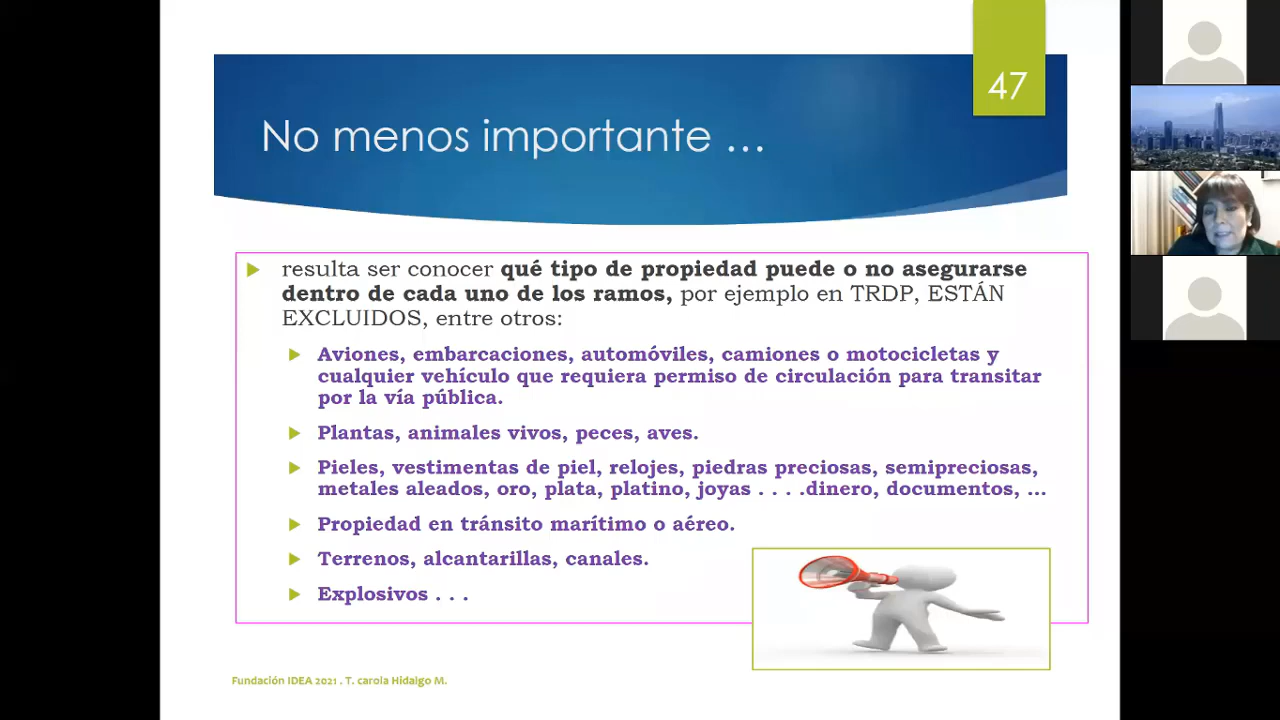 47
No menos importante ...
resulta ser conocer qué tipo de propiedad puede o no asegurarse
dentro de cada uno de los ramos, por ejemplo en TRDP, ESTÁN
EXCLUIDOS, entre otros:
Aviones, embarcaciones, automóviles, camiones o motocicletas y
cualquier vehículo que requiera permiso de circulación para transitar
por la vía pública.
Plantas, animales vivos, peces, aves.
Pieles, vestimentas de piel, relojes, piedras preciosas, semipreciosas,
metales aleados, oro, plata, platino, joyas . . . .dinero, documentos, ...
Propiedad en tránsito marítimo o aéreo.
Terrenos, alcantarillas, canales.
Explosivos . . .
Fundación IDEA 2021 . T. carola Hidalgo M.